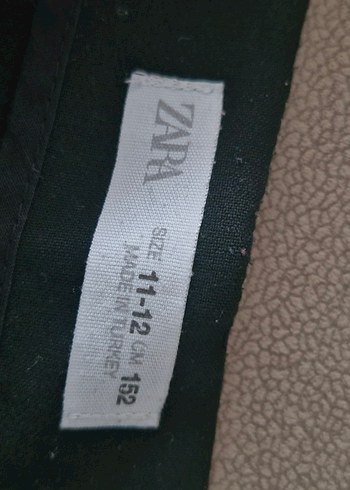 ZARA
SIZE 11-12 CM 152
MADE IN TURKEY